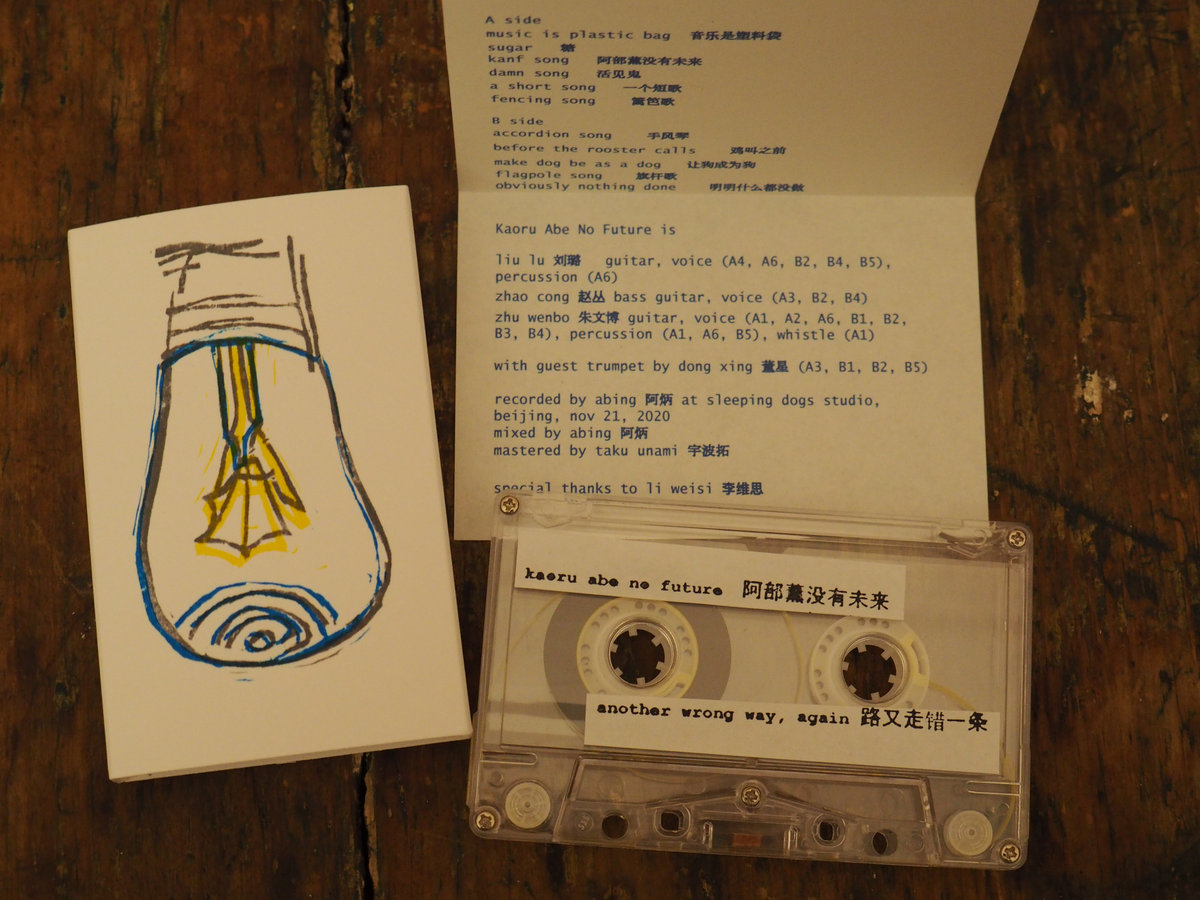 A side
music is plastic bag 音乐是塑料袋
sugar 糖
kanf song 阿部薰没有未来
damn song 活见鬼
a short song 一个短歌
fencing song 篱笆歌
B side
accordion song 手风琴
before the rooster calls 鸡叫之前
make dog be as a dog 让狗成为狗
flagpole song 旗杆歌
obviously nothing done 明明什么都没做
Kaoru Abe No Future is
liu lu 刘璐 guitar, voice (A4, A6, B2, B4, B5),
percussion (A6)
zhao cong 赵丛 bass guitar, voice (A3, B2, B4)
zhu wenbo 朱文博 guitar, voice (A1, A2, A6, B1, B2,
B3, B4), percussion (A1, A6, B5), whistle (A1)
with guest trumpet by dong xing 董星 (A3, B1, B2, B5)
recorded by abing 阿炳 at sleeping dogs studio,
beijing, nov 21, 2020
mixed by abing 阿炳
mastered by taku unami 宇波拓
special thanks to li weisi 李维思
kaoru abe no future 阿部薰没有未来
another wrong way, again 路又走错一条